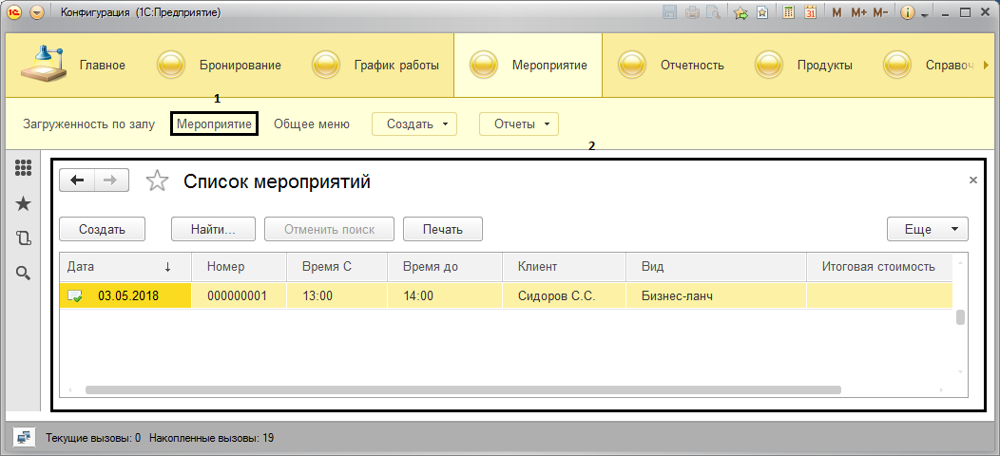 1С Конфигурация (1С:Предприятие) 31 M M+ M- i
Главное Бронирование График работы Мероприятие Отчетность Продукты Справоч
1
Загруженность по залу Мероприятие Общее меню Создать Отчеты
2
Список мероприятий
Создать Найти... Отменить поиск Печать Еще
Дата Номер Время С Время до Клиент Вид Итоговая стоимость
03.05.2018 000000001 13:00 14:00 Сидоров С.С. Бизнес-ланч
Текущие вызовы: 0 Накопленные вызовы: 19